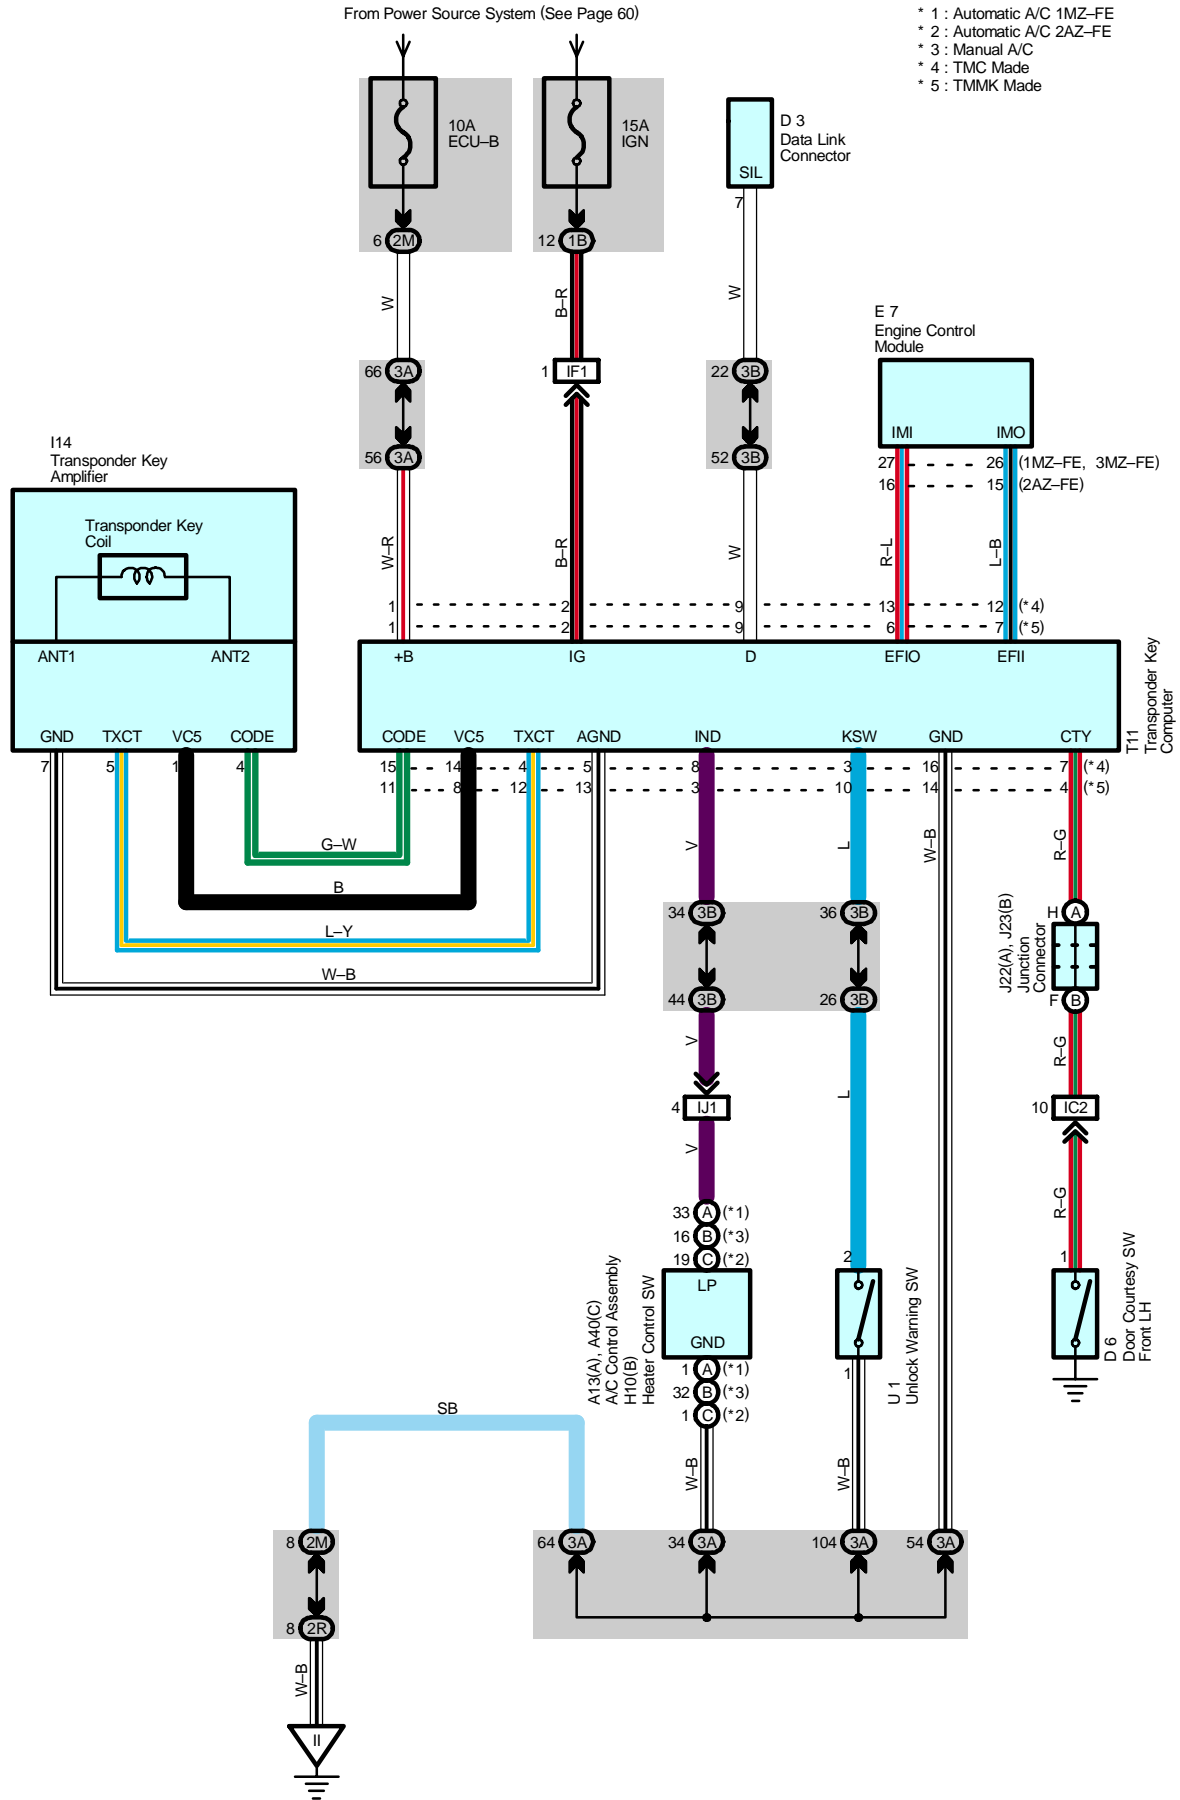 From Power Source System (See Page 60)
* 1 : Automatic A/C 1MZ–FE
* 2 : Automatic A/C 2AZ–FE
* 3 : Manual A/C
* 4 : TMC Made
* 5 : TMMK Made
10A
ECU–B
15A
IGN
D 3
Data Link
Connector
SIL
7
6 2M
12 1B
W
B–R
W
E 7
Engine Control
Module
66 3A
1 IF1
22 3B
IMI
IMO
56 3A
52 3B
27
26 (1MZ–FE, 3MZ–FE)
16
15 (2AZ–FE)
I14
Transponder Key
Amplifier
Transponder Key
Coil
W–R
B–R
W
R–L
L–B
1
2
9
13
12 (*4)
1
2
9
6
7 (*5)
ANT1
ANT2
+B
IG
D
EFIO
EFII
T11
Transponder Key
Computer
GND
TXCT
VC5
CODE
CODE
VC5
TXCT
AGND
IND
KSW
GND
CTY
7
5
1
4
15
14
4
5
8
3
16
7 (*4)
11
8
12
13
3
10
14
4 (*5)
G–W
B
L–Y
W–B
V
L
W–B
R–G
34 3B
36 3B
H A
J22(A), J23(B)
Junction
Connector
44 3B
26 3B
F B
V
L
R–G
4 IJ1
10 IC2
V
R–G
33 A (*1)
16 B (*3)
19 C (*2)
2
1
LP
GND
A13(A), A40(C)
A/C Control Assembly
H10(B)
Heater Control SW
U 1
Unlock Warning SW
D 6
Door Courtesy SW
Front LH
1 A (*1)
32 B (*3)
1 C (*2)
1
SB
W–B
W–B
8 2M
64 3A
34 3A
104 3A
54 3A
8 2R
W–B
II